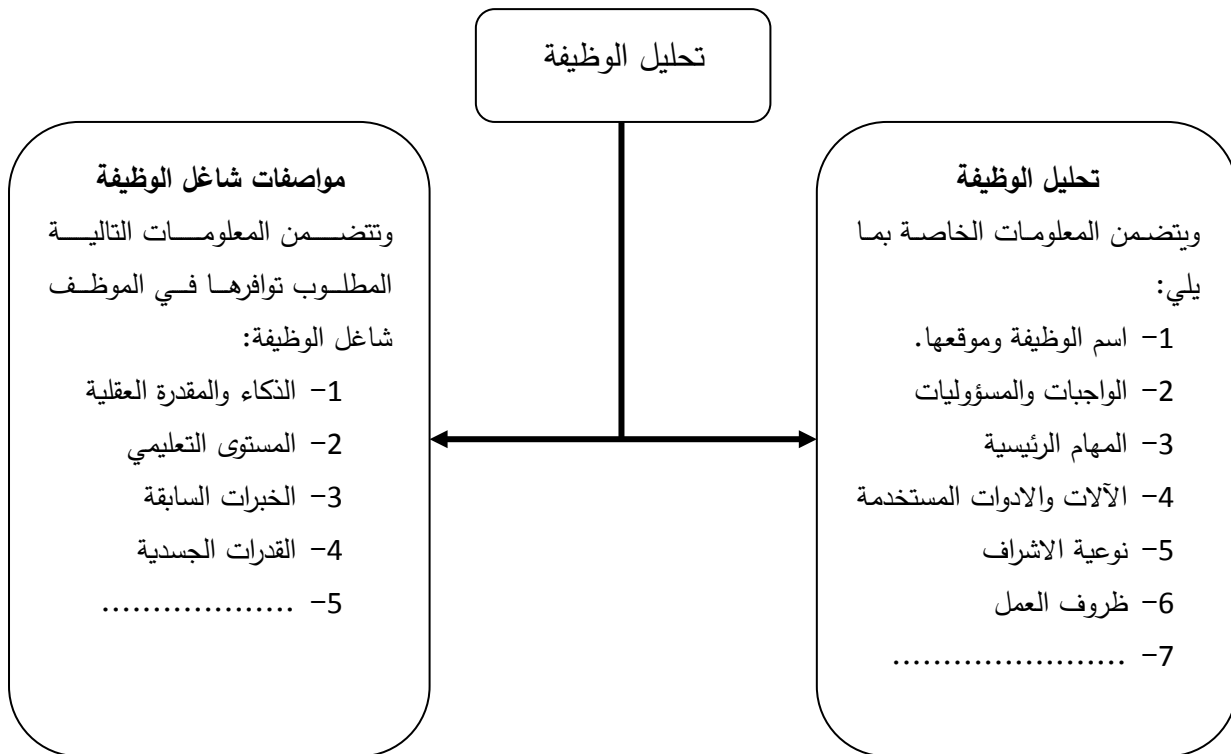 تحليل الوظيفة
تحليل الوظيفة
ويتضمن المعلومات الخاصة بما
يلي:
1- اسم الوظيفة وموقعها.
2- الواجبات والمسؤوليات
3- المهام الرئيسية
4- الآلات والادوات المستخدمة
5- نوعية الاشراف
6- ظروف العمل
7- .......................
مواصفات شاغل الوظيفة
وتتضمن المعلومات التالية
المطلوب توافرها في الموظف
شاغل الوظيفة:
1- الذكاء والمقدرة العقلية
2- المستوى التعليمي
3- الخبرات السابقة
4- القدرات الجسدية
5- ...................